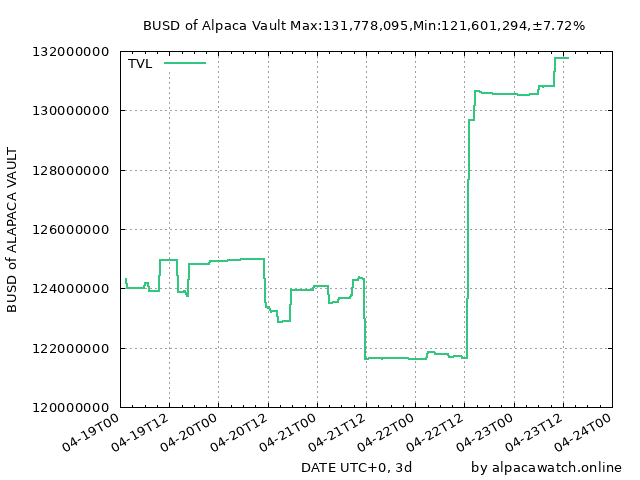 BUSD of Alpaca Vault Max:131,778,095,Min:121,601,294,±7.72%
TVL
132000000
130000000
128000000
126000000
124000000
122000000
120000000
BUSD of ALAPACA VAULT
04-19T00
04-19T12
04-20T00
04-20T12
04-21T00
04-21T12
04-22T00
04-22T12
04-23T00
04-23T12
04-24T00
DATE UTC+0, 3d
by alpacawatch.online